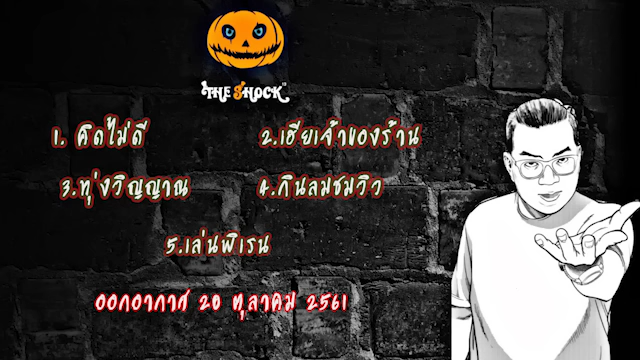 THE SHOCK
1. คิดไม่ดี 2.เฮียเจ้าของร้าน
3.ทุ่งวิญญาณ 4.กินลมชมวิว
5.เล่นพิเรน
ออกอากาศ 20 ตุลาคม 2561